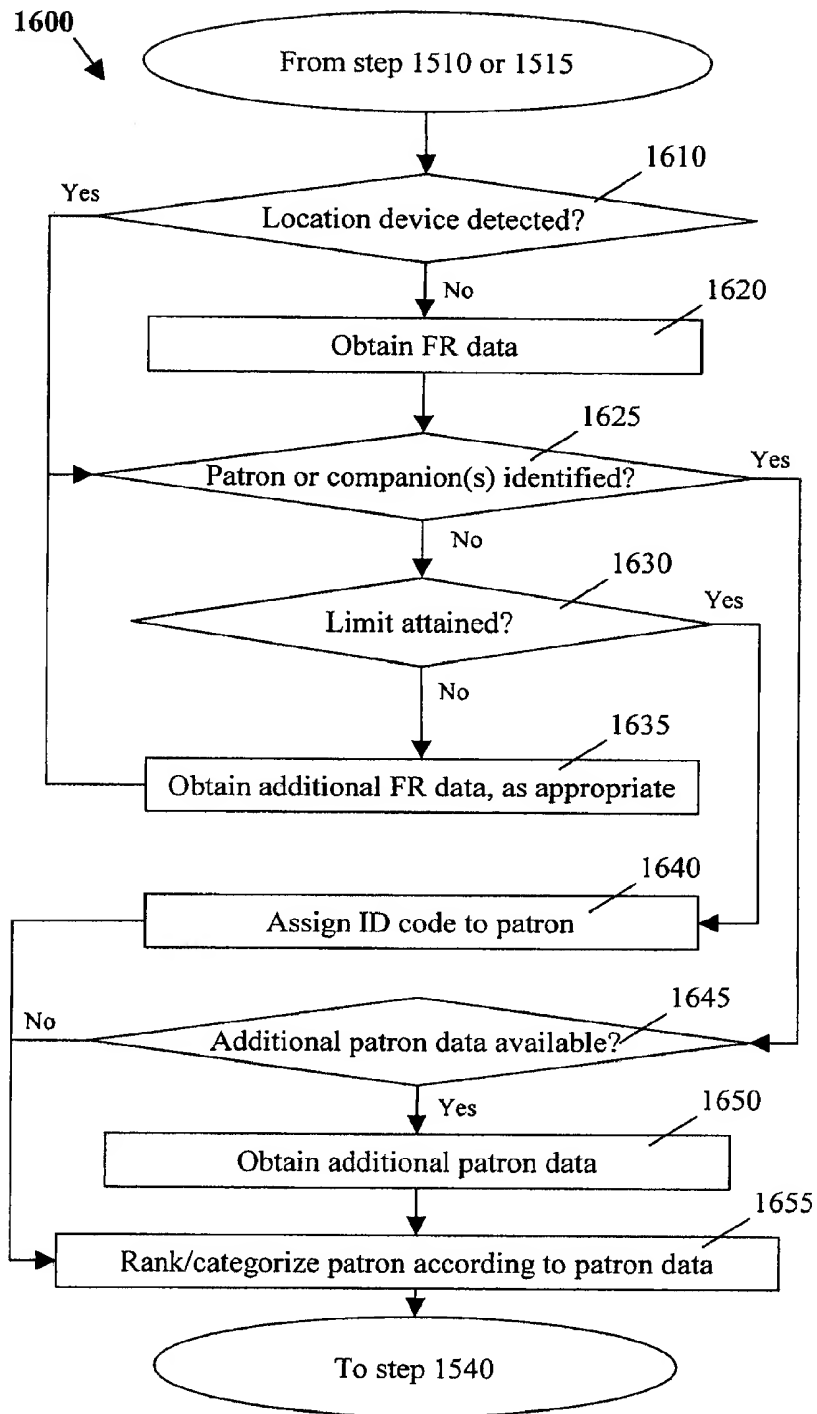 1600
From step 1510 or 1515
1610
Yes
Location device detected?
No
1620
Obtain FR data
1625
Patron or companion(s) identified?
Yes
No
1630
Limit attained?
Yes
No
1635
Obtain additional FR data, as appropriate
1640
Assign ID code to patron
No
1645
Additional patron data available?
Yes
1650
Obtain additional patron data
1655
Rank/categorize patron according to patron data
To step 1540